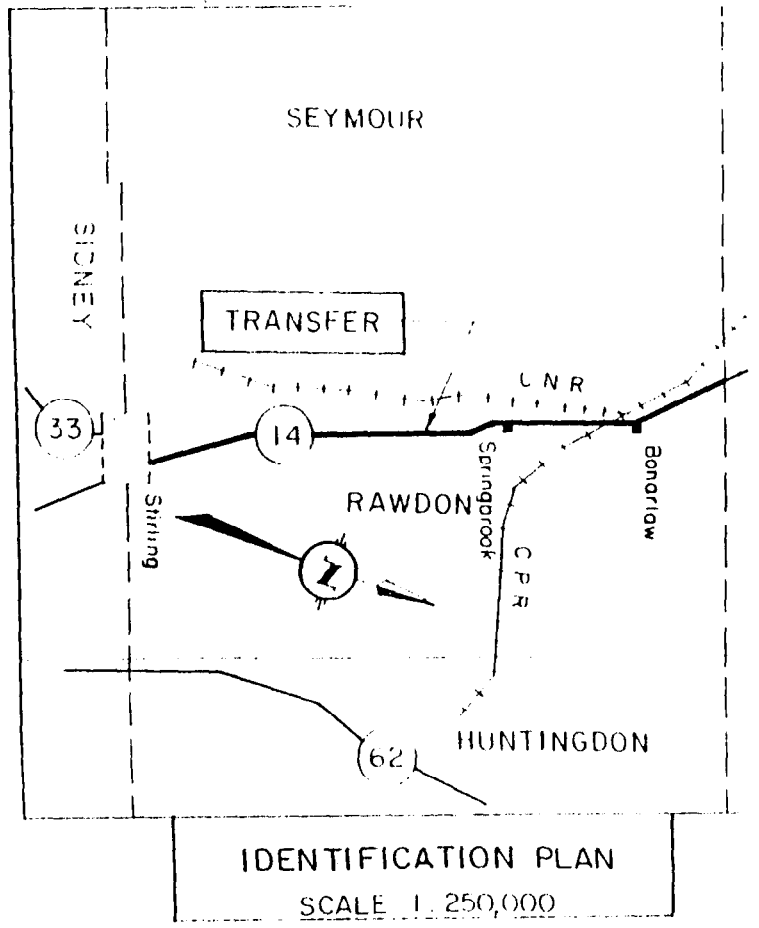 SEYMOUR
SIDNEY
TRANSFER
CNR
33
14
Springbrook
Bonarlaw
RAWDON
Stirling
N
CPR
HUNTINGDON
62
IDENTIFICATION PLAN
SCALE 1:250,000